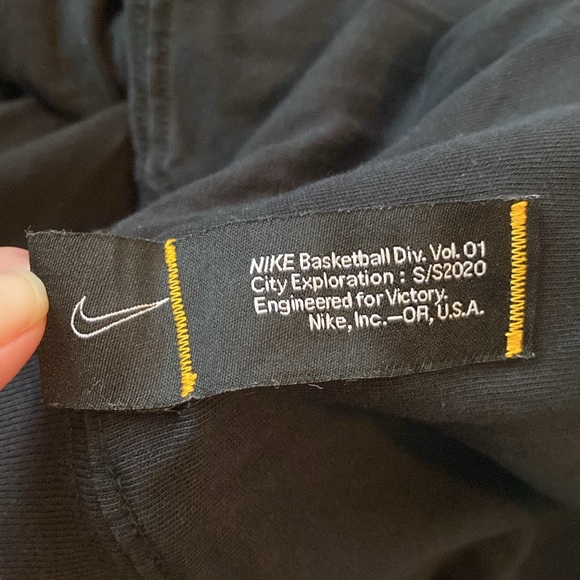 NIKE Basketball Div. Vol. 01
City Exploration : S/S2020
Engineered for Victory.
Nike, Inc.—OR, U.S.A.